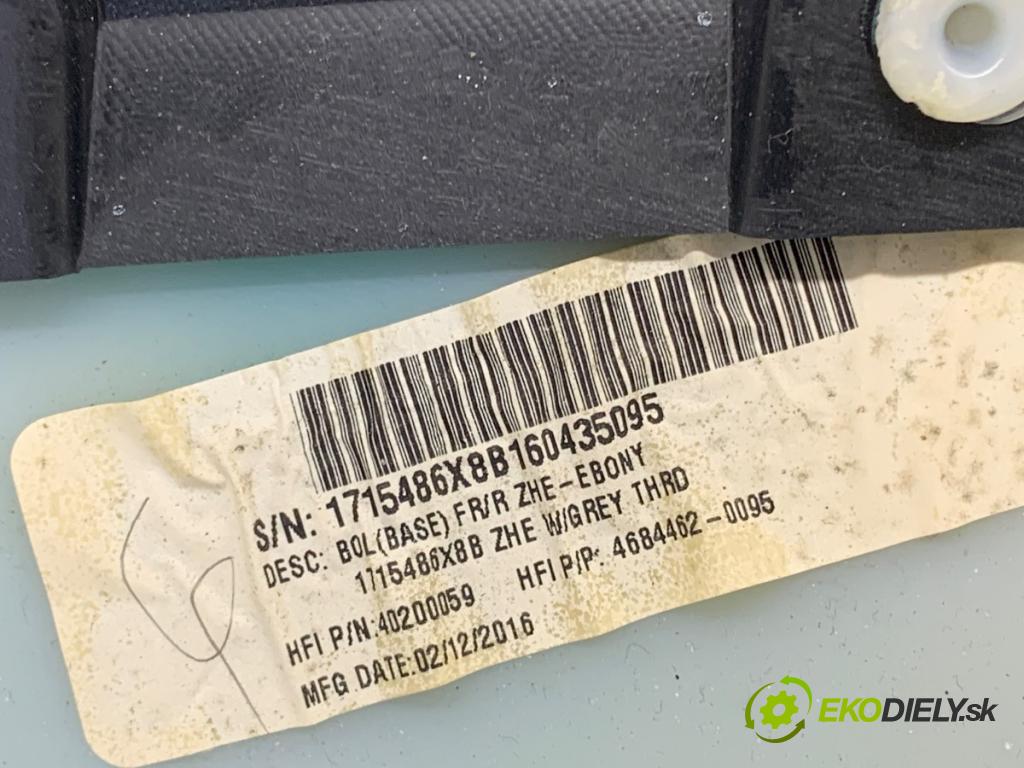 S/N: 1715486X8B160435095
DESC: BOL(BASE) FR/R ZHE-EBONY
1715486X8B ZHE W/GREY THRD
HFI P/N: 40200059 HFI P/P: 4684462-0095
MFG DATE: 02/12/2016
EKODIELY.sk